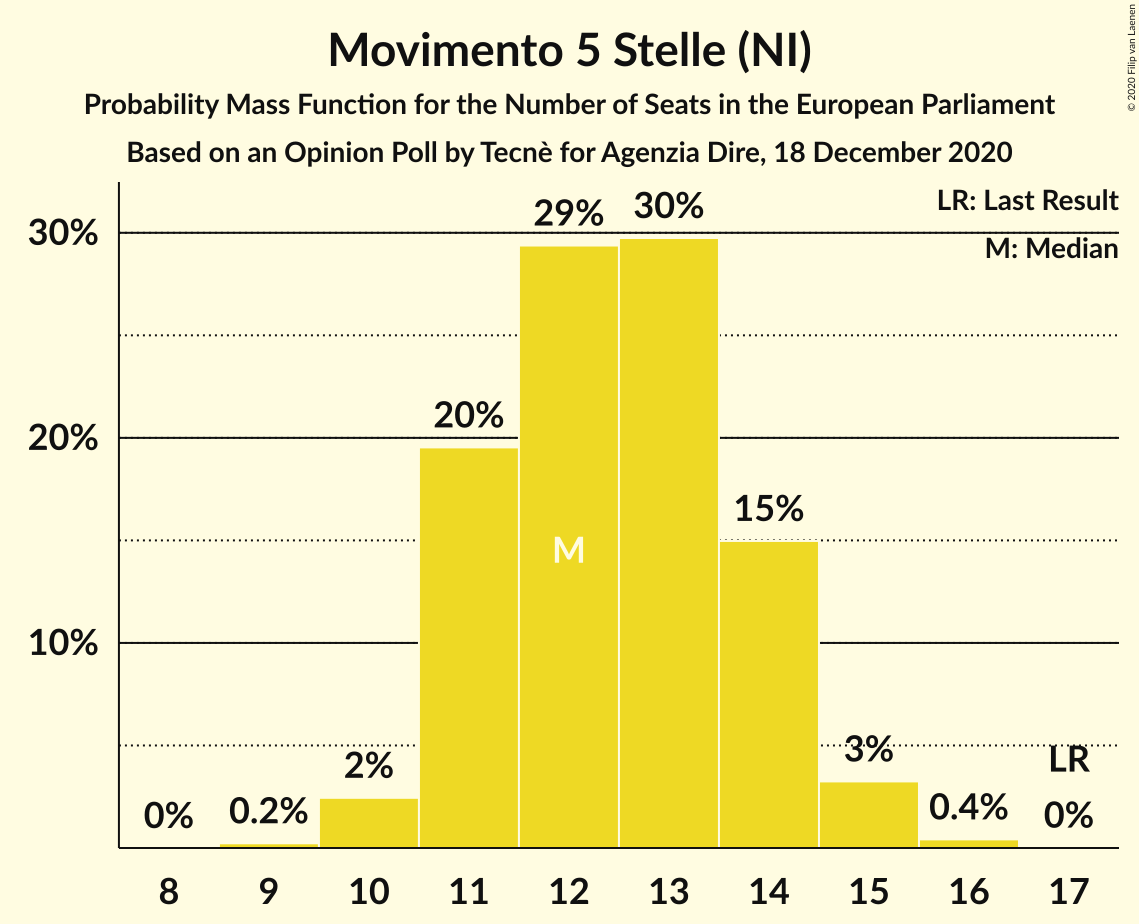 Movimento 5 Stelle (NI)
Probability Mass Function for the Number of Seats in the European Parliament
Based on an Opinion Poll by Tecnè for Agenzia Dire, 18 December 2020
© 2020 Filip van Laenen
LR: Last Result
M: Median
30%
20%
10%
0%
0.2%
2%
20%
29%
30%
15%
3%
0.4%
0%
LR
M
8
9
10
11
12
13
14
15
16
17